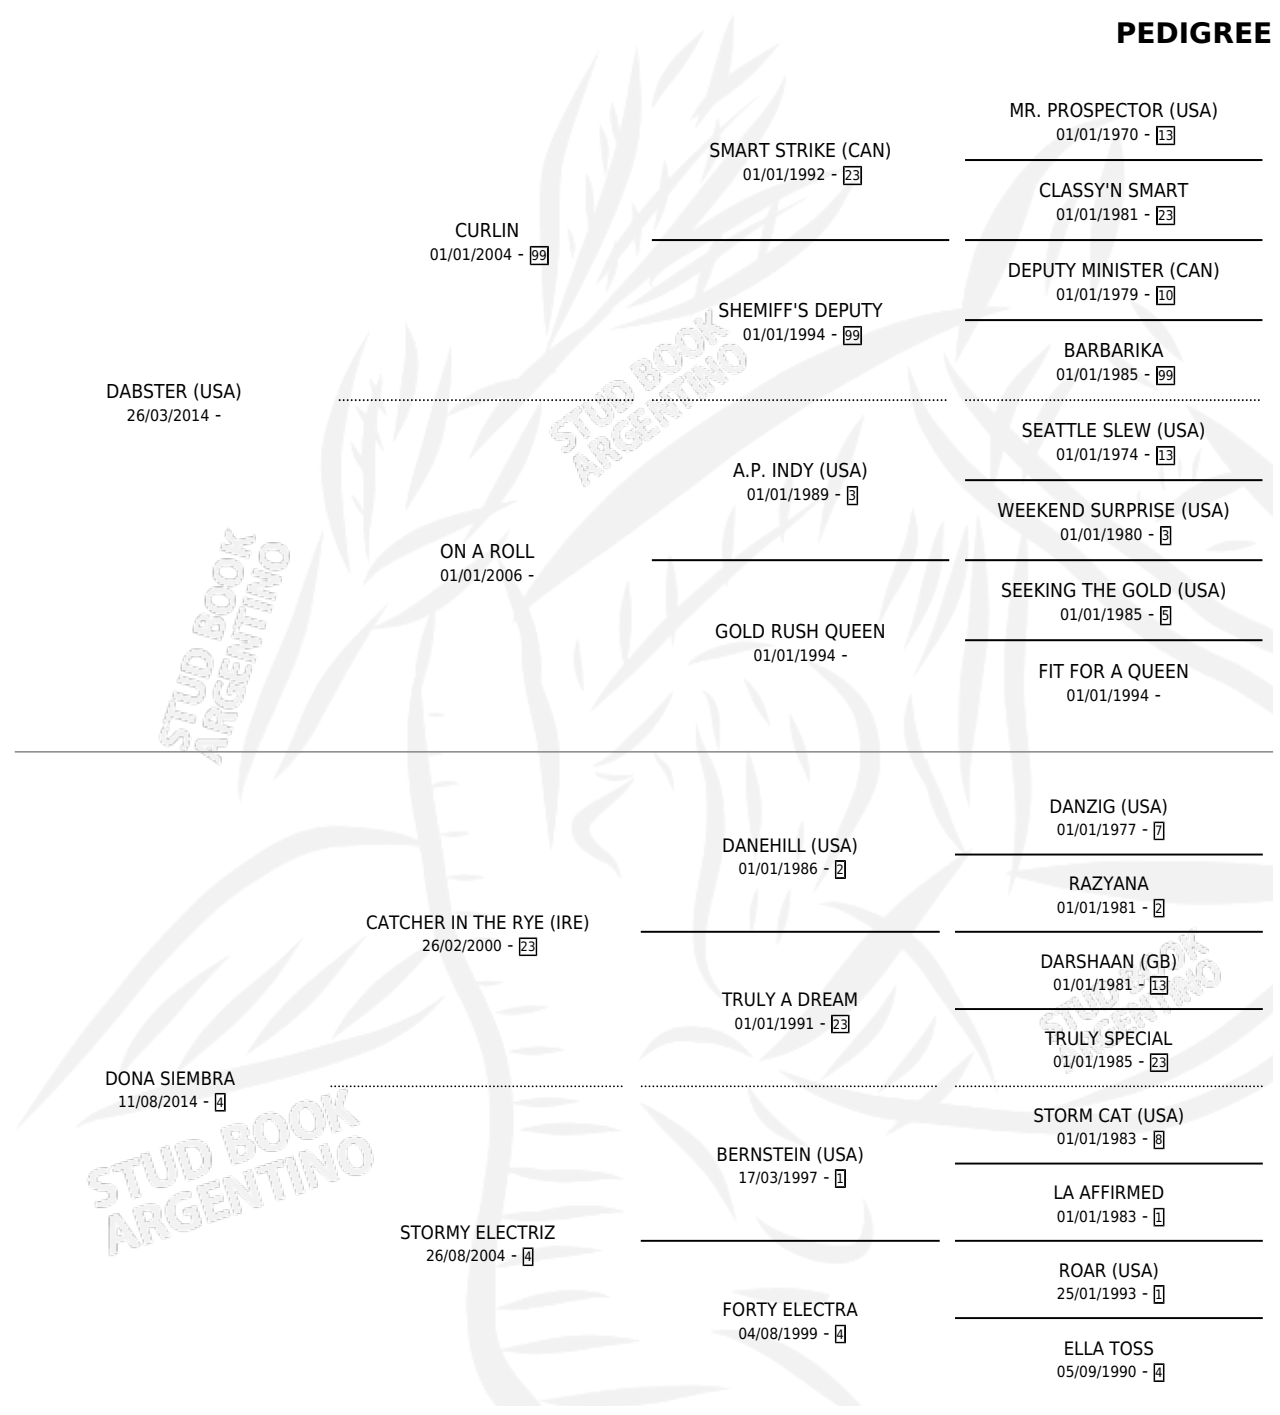 PEDIGREE
MR. PROSPECTOR (USA)
01/01/1970 - 13
SMART STRIKE (CAN)
01/01/1992 - 23
CLASSY'N SMART
01/01/1981 - 23
CURLIN
01/01/2004 - 99
DEPUTY MINISTER (CAN)
01/01/1979 - 10
SHEMIFF'S DEPUTY
01/01/1994 - 99
BARBARIKA
01/01/1985 - 99
DABSTER (USA)
26/03/2014 -
STUD BOOK
ARGENTINO
SEATTLE SLEW (USA)
01/01/1974 - 13
A.P. INDY (USA)
01/01/1989 - 3
WEEKEND SURPRISE (USA)
01/01/1980 - 3
ON A ROLL
01/01/2006 -
SEEKING THE GOLD (USA)
01/01/1985 - 5
GOLD RUSH QUEEN
01/01/1994 -
FIT FOR A QUEEN
01/01/1994 -
STUD BOOK
ARGENTINO
DANZIG (USA)
01/01/1977 - 7
DANEHILL (USA)
01/01/1986 - 2
RAZYANA
01/01/1981 - 2
CATCHER IN THE RYE (IRE)
26/02/2000 - 23
DARSHAAN (GB)
01/01/1981 - 13
TRULY A DREAM
01/01/1991 - 23
STUD BOOK
ARGENTINO
TRULY SPECIAL
01/01/1985 - 23
DONA SIEMBRA
11/08/2014 - 4
STUD BOOK
ARGENTINO
STORM CAT (USA)
01/01/1983 - 8
BERNSTEIN (USA)
17/03/1997 - 1
LA AFFIRMED
01/01/1983 - 1
STORMY ELECTRIZ
26/08/2004 - 4
ROAR (USA)
25/01/1993 - 1
FORTY ELECTRA
04/08/1999 - 4
ELLA TOSS
05/09/1990 - 4